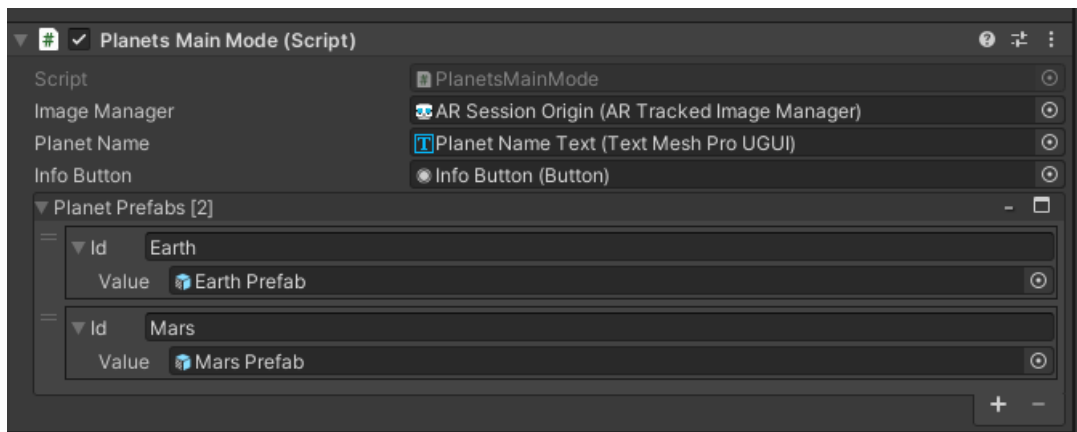 Planets Main Mode (Script)
Script PlanetsMainMode
Image Manager AR Session Origin (AR Tracked Image Manager)
Planet Name Planet Name Text (Text Mesh Pro UGUI)
Info Button Info Button (Button)
Planet Prefabs [2]
Id Earth
Value Earth Prefab
Id Mars
Value Mars Prefab